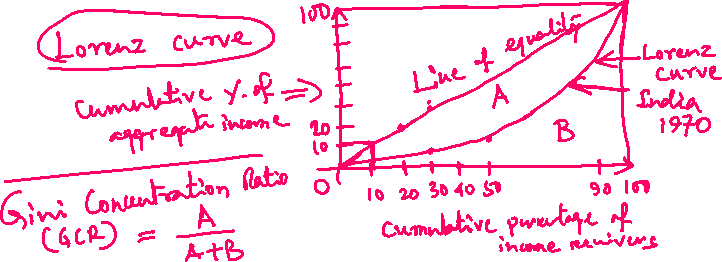 Lorenz curve
Cumulative %. of
aggregate income
Gini Concentration Ratio
(GCR) = A
A+B
100
20
10
0
10 20 30 40 50 90 100
Line of equality
A
B
Lorenz
curve
India
1970
Cumulative percentage of
income receivers